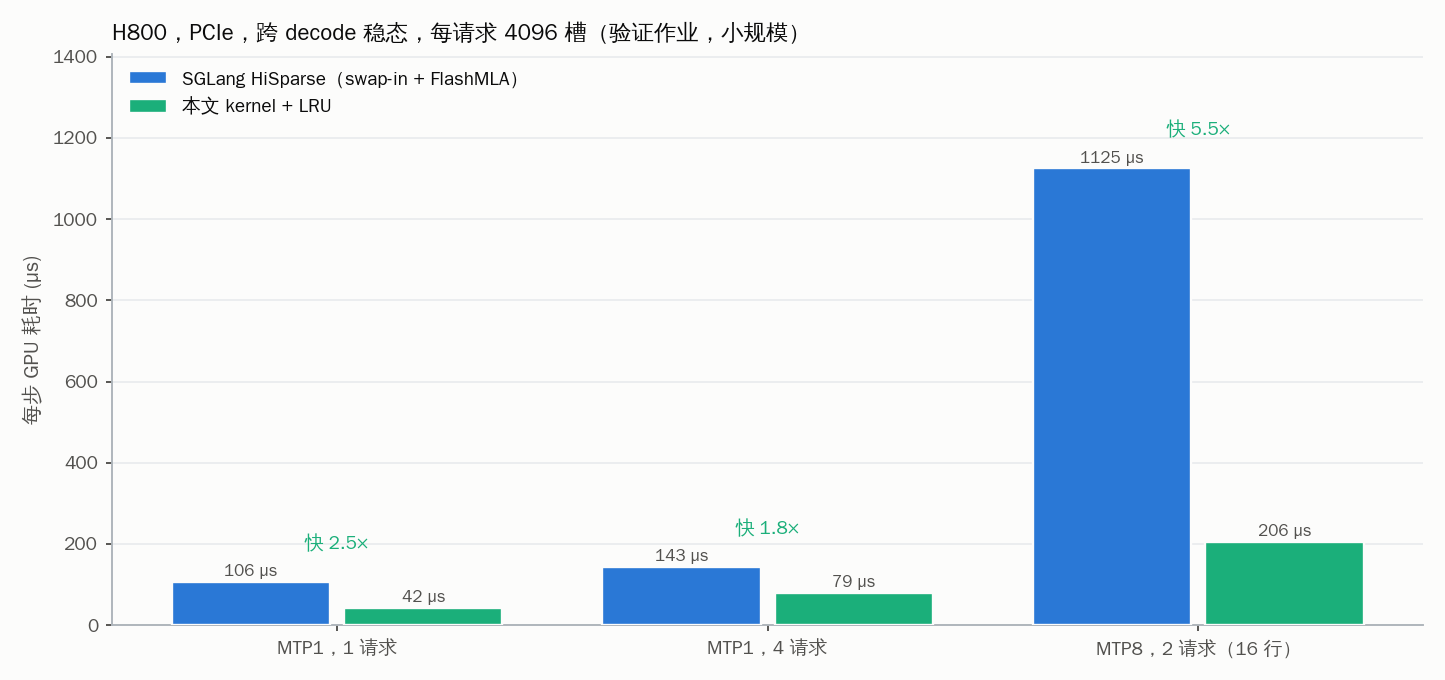 H800，PCIe，跨 decode 稳态，每请求 4096 槽（验证作业，小规模）
SGLang HiSparse（swap-in + FlashMLA）
本文 kernel + LRU
每步 GPU 耗时 (µs)
1400
1200
1000
800
600
400
200
0
106 µs
快 2.5×
42 µs
143 µs
快 1.8×
79 µs
1125 µs
快 5.5×
206 µs
MTP1，1 请求
MTP1，4 请求
MTP8，2 请求（16 行）